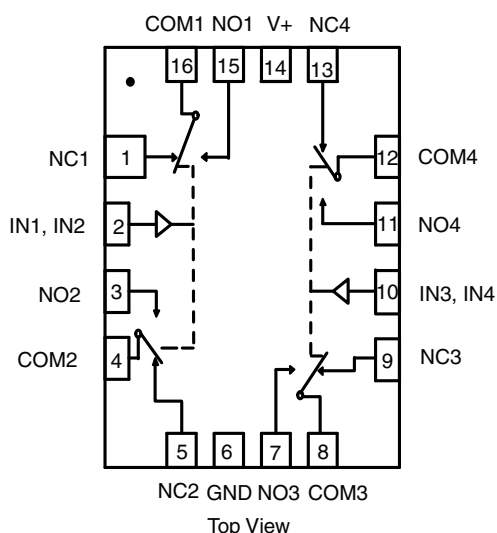 COM1 NO1 V+ NC4
16 15 14 13
NC1 1 12 COM4
IN1, IN2 2 11 NO4
NO2 3 10 IN3, IN4
COM2 4 9 NC3
5 6 7 8
NC2 GND NO3 COM3
Top View